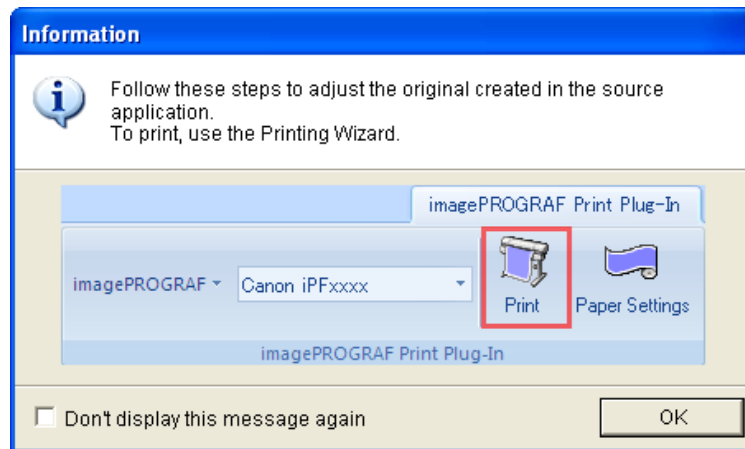 Information
Follow these steps to adjust the original created in the source
application.
To print, use the Printing Wizard.
imagePROGRAF Print Plug-In
imagePROGRAF
Canon iPFxxxx
Print
Paper Settings
imagePROGRAF Print Plug-In
Don't display this message again
OK